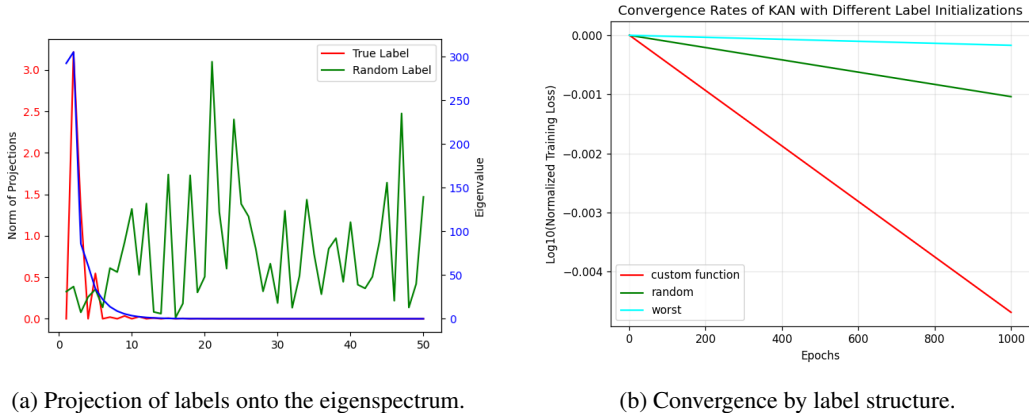 True Label
Random Label
Norm of Projections
0.0
0.5
1.0
1.5
2.0
2.5
3.0
0
50
100
150
200
250
300
Eigenvalue
0 10 20 30 40 50
(a) Projection of labels onto the eigenspectrum.
Convergence Rates of KAN with Different Label Initializations
Log10(Normalized Training Loss)
0.000
−0.001
−0.002
−0.003
−0.004
custom function
random
worst
0 200 400 600 800 1000
Epochs
(b) Convergence by label structure.